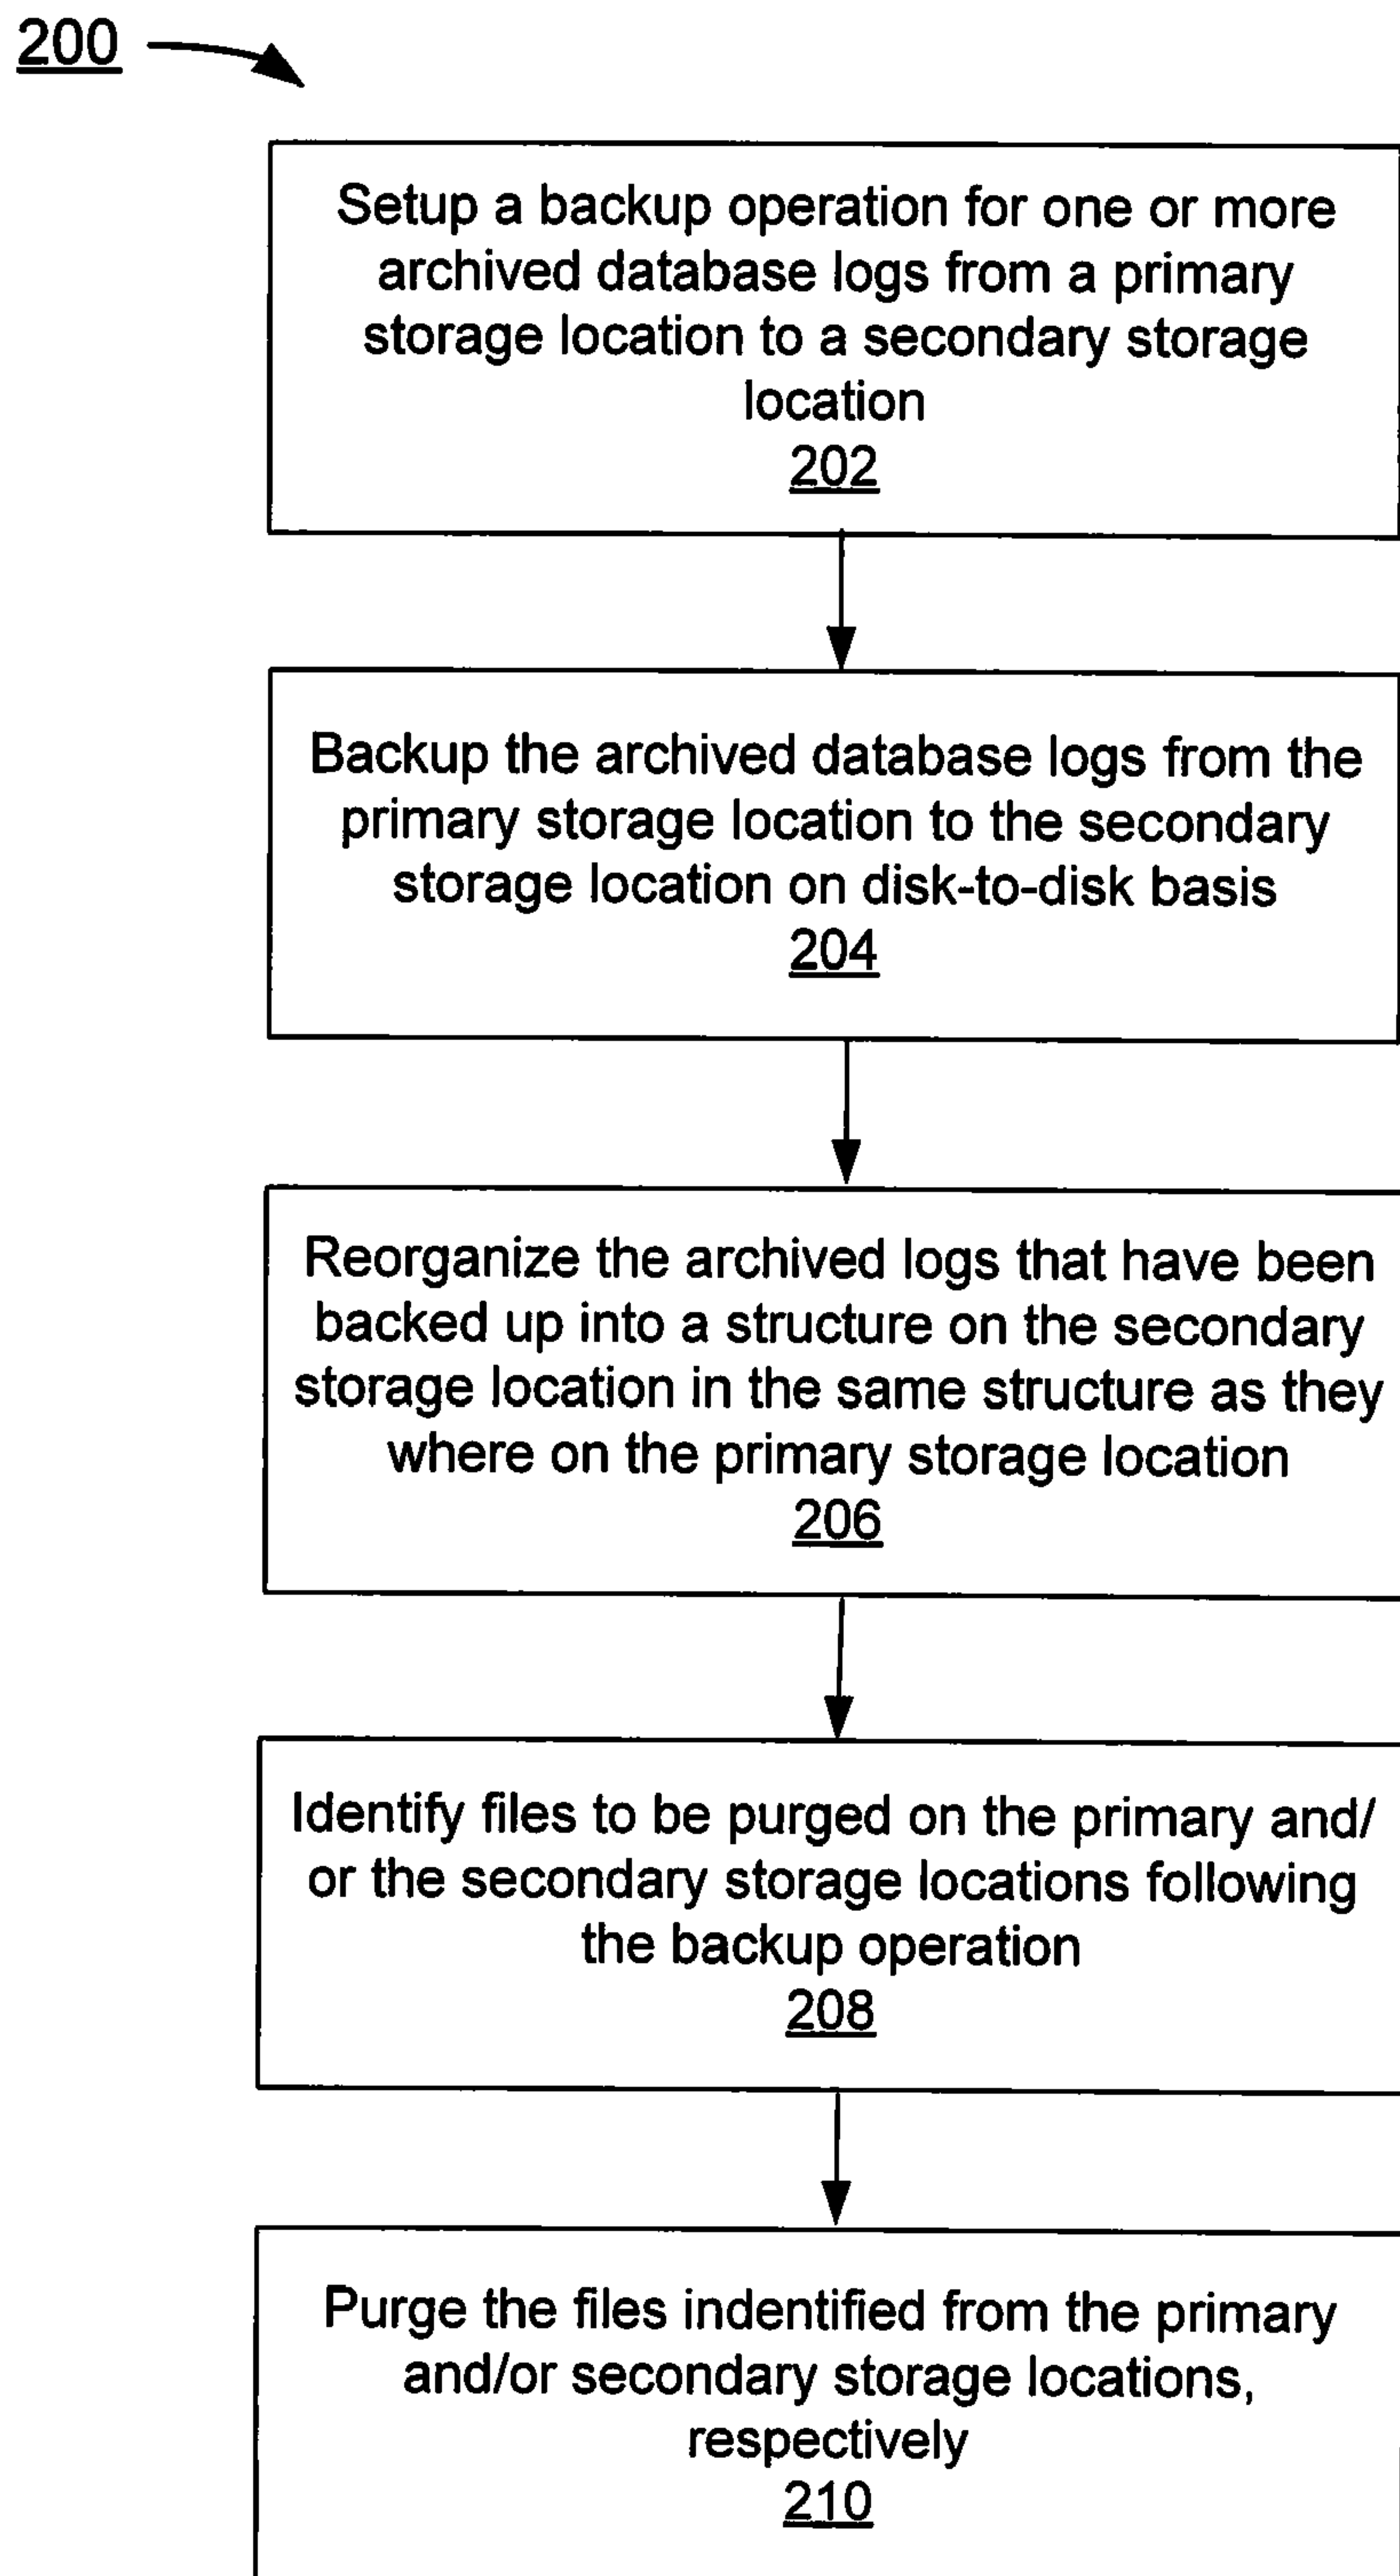 200
Setup a backup operation for one or more
archived database logs from a primary
storage location to a secondary storage
location
202
Backup the archived database logs from the
primary storage location to the secondary
storage location on disk-to-disk basis
204
Reorganize the archived logs that have been
backed up into a structure on the secondary
storage location in the same structure as they
where on the primary storage location
206
Identify files to be purged on the primary and/
or the secondary storage locations following
the backup operation
208
Purge the files indentified from the primary
and/or secondary storage locations,
respectively
210